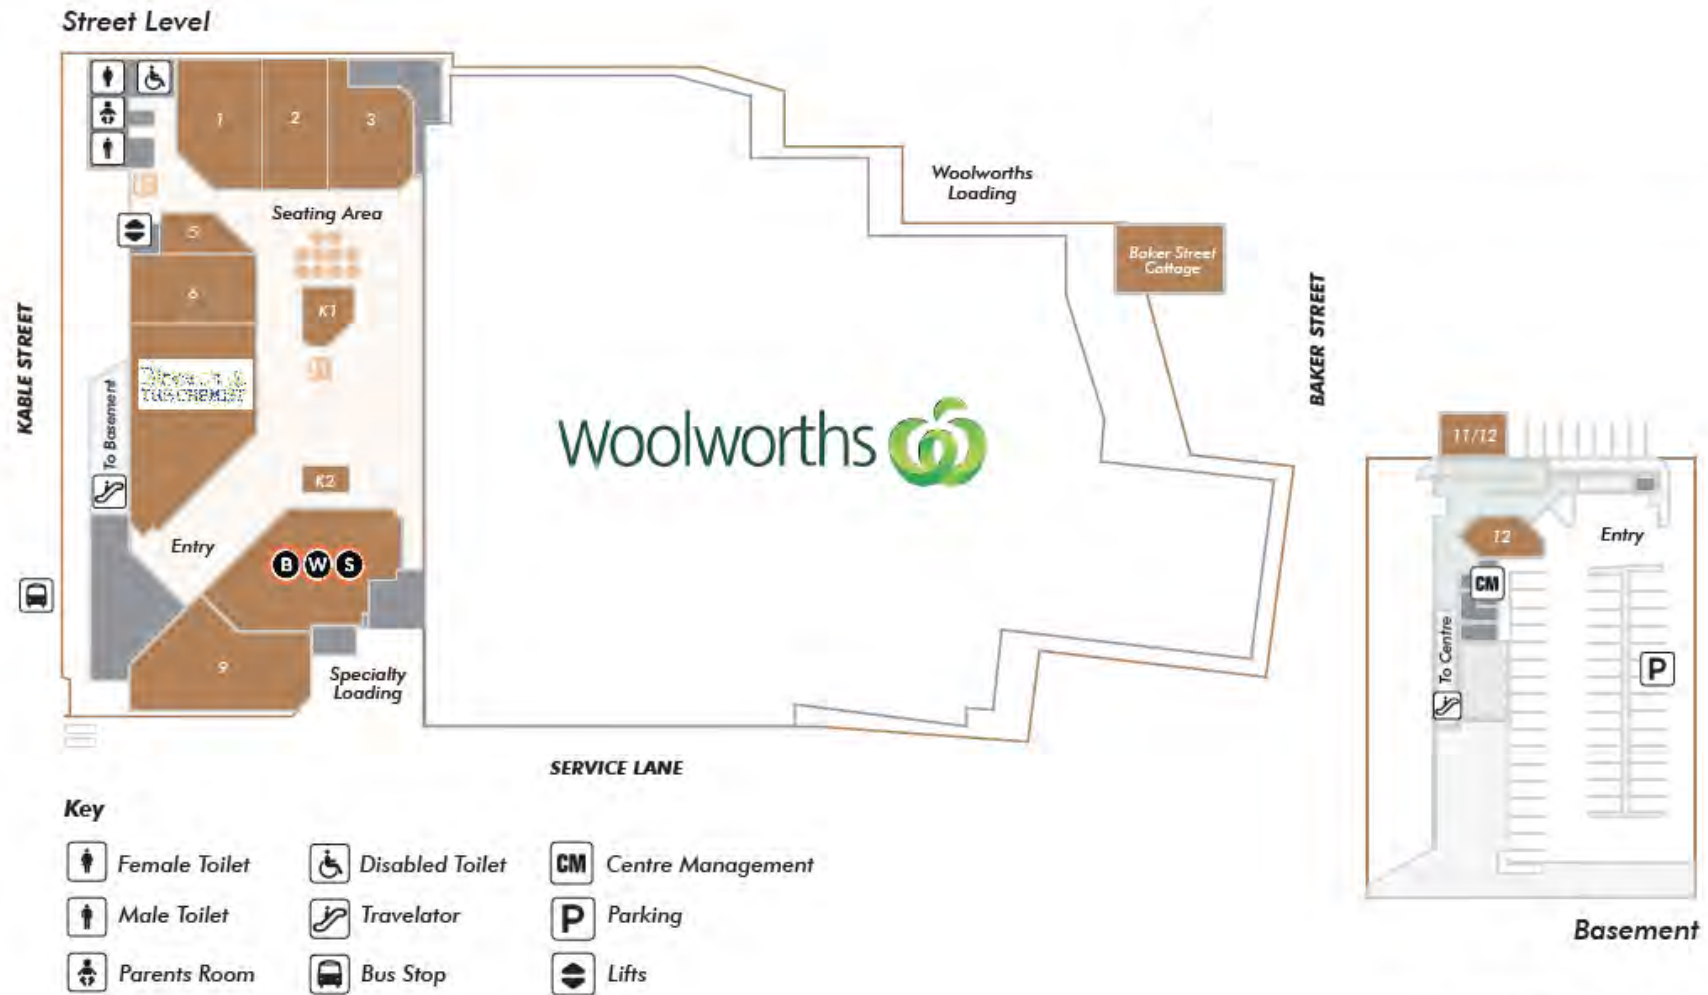 Street Level
1
2
3
Woolworths
Loading
Seating Area
5
Baker Street
Cottage
6
K1
KABLE STREET
BAKER STREET
To Basement
THE CHEMIST
Woolworths
11/12
K2
Entry
12
Entry
B W S
CM
To Centre
P
9
Specialty
Loading
SERVICE LANE
Key
Female Toilet
Disabled Toilet
CM Centre Management
Male Toilet
Travelator
P Parking
Parents Room
Bus Stop
Lifts
Basement